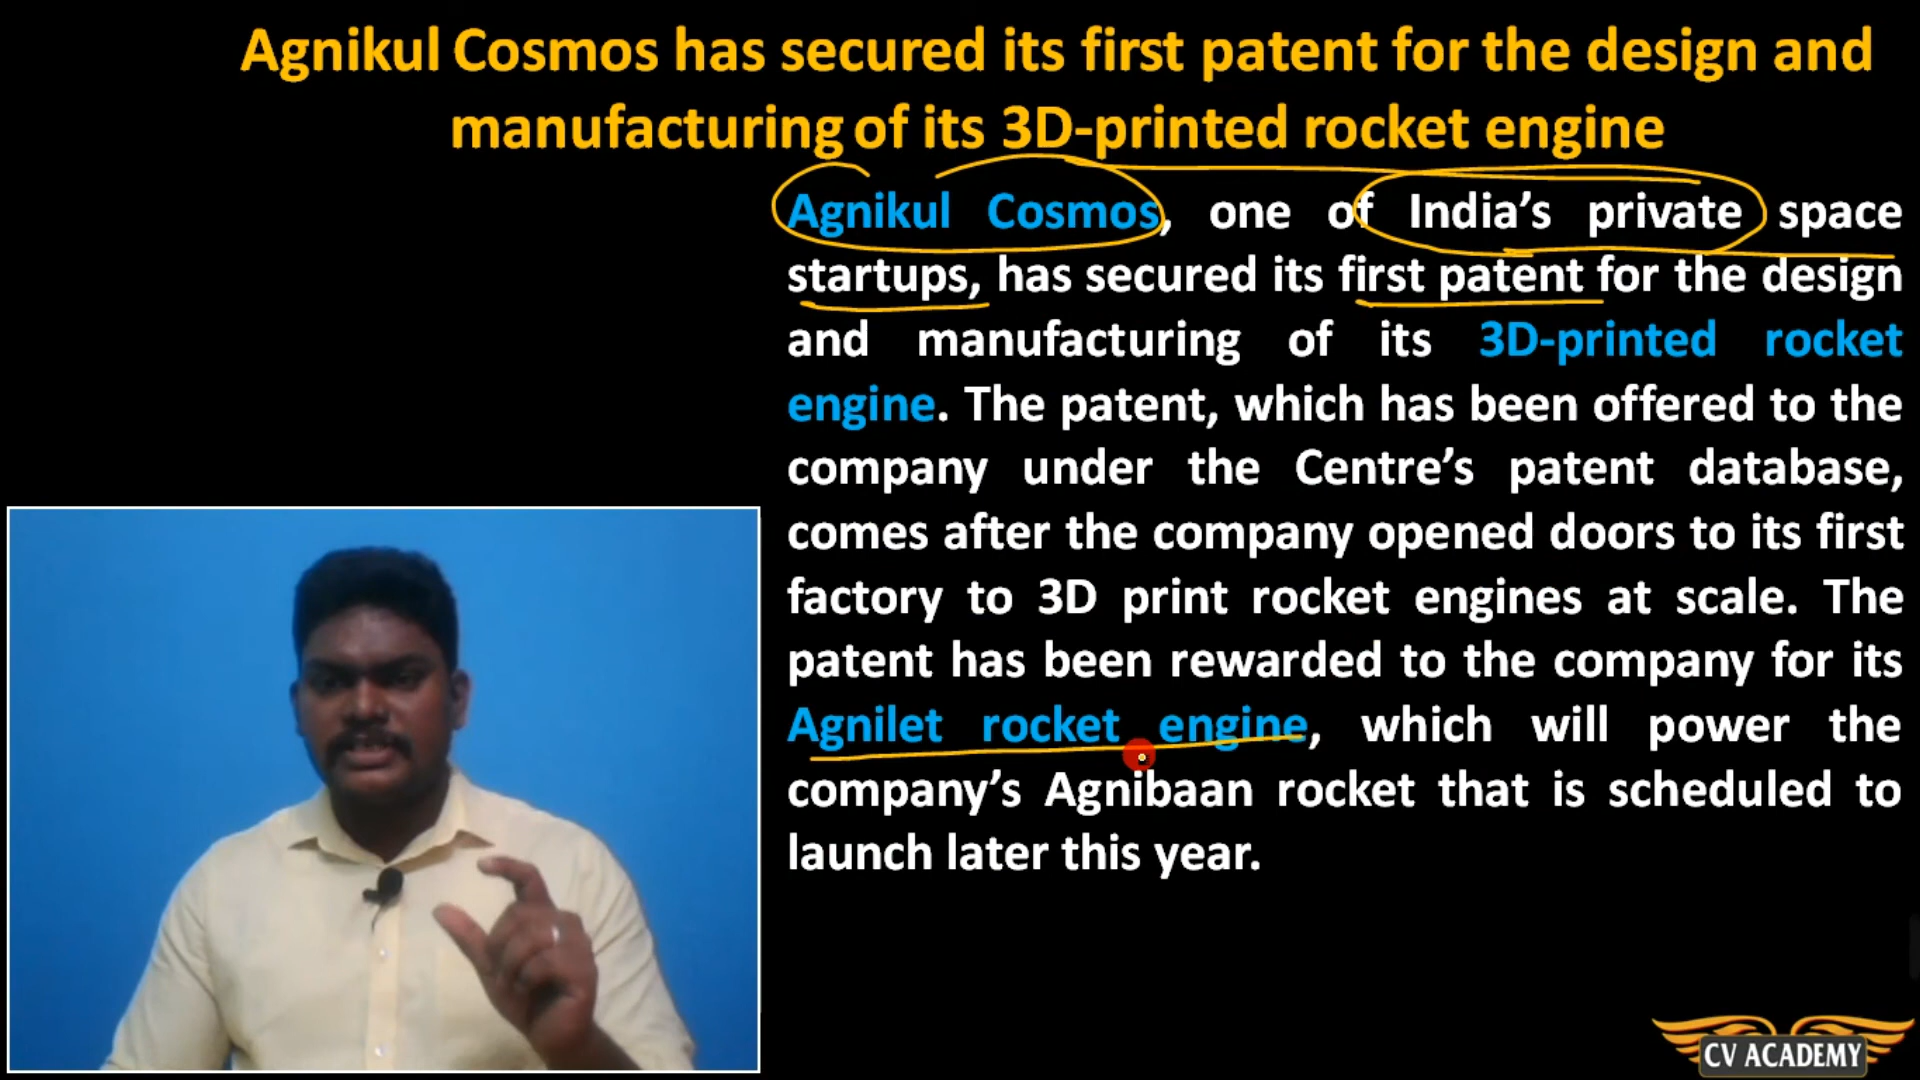 Agnikul Cosmos has secured its first patent for the design and
manufacturing of its 3D-printed rocket engine
Agnikul Cosmos, one of India’s private space
startups, has secured its first patent for the design
and manufacturing of its 3D-printed rocket
engine. The patent, which has been offered to the
company under the Centre’s patent database,
comes after the company opened doors to its first
factory to 3D print rocket engines at scale. The
patent has been rewarded to the company for its
Agnilet rocket engine, which will power the
company’s Agnibaan rocket that is scheduled to
launch later this year.
CV ACADEMY